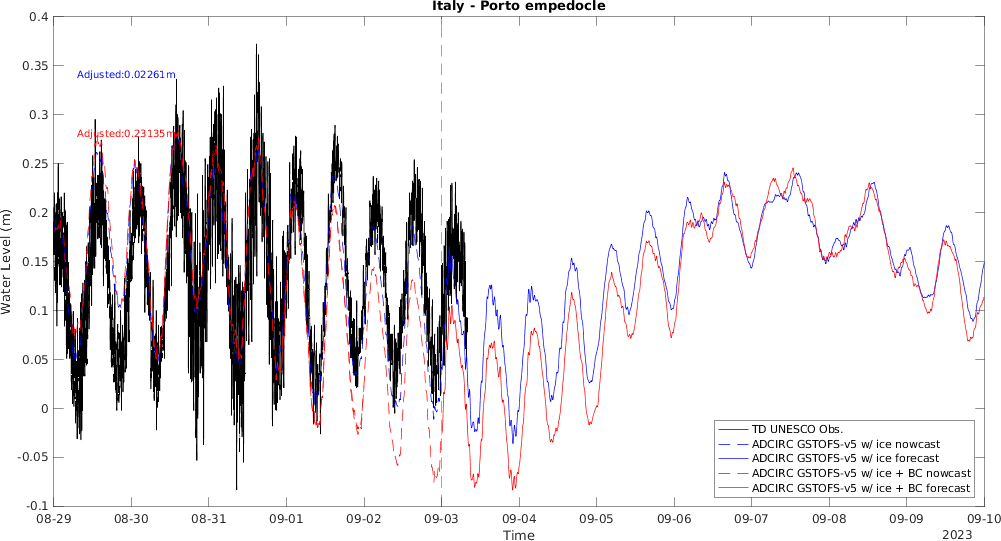 Italy - Porto empedocle
0.4
0.35
0.3
0.25
0.2
0.15
0.1
0.05
0
-0.05
-0.1
Water Level (m)
Adjusted:0.02261m
Adjusted:0.23135m
TD UNESCO Obs.
ADCIRC GSTOFS-v5 w/ ice nowcast
ADCIRC GSTOFS-v5 w/ ice forecast
ADCIRC GSTOFS-v5 w/ ice + BC nowcast
ADCIRC GSTOFS-v5 w/ ice + BC forecast
08-29 08-30 08-31 09-01 09-02 09-03 09-04 09-05 09-06 09-07 09-08 09-09 09-10
Time
2023